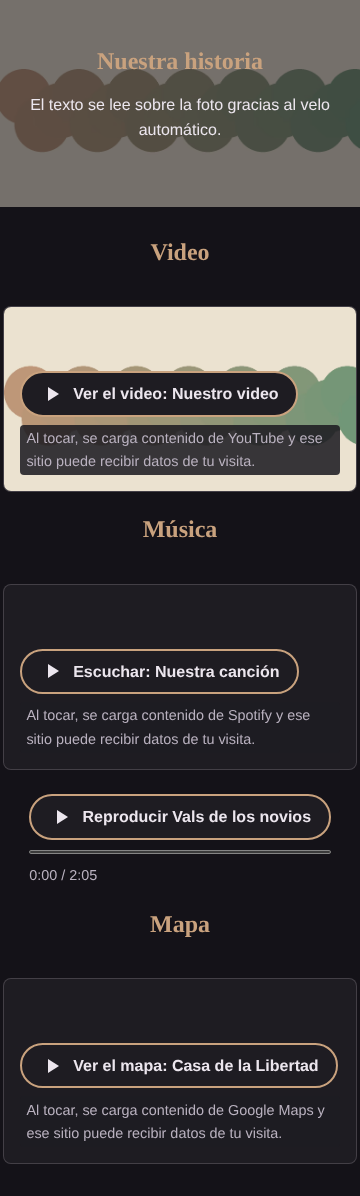 Nuestra historia
El texto se lee sobre la foto gracias al velo
automático.
Video
Ver el video: Nuestro video
Al tocar, se carga contenido de YouTube y ese
sitio puede recibir datos de tu visita.
Música
Escuchar: Nuestra canción
Al tocar, se carga contenido de Spotify y ese
sitio puede recibir datos de tu visita.
Reproducir Vals de los novios
0:00 / 2:05
Mapa
Ver el mapa: Casa de la Libertad
Al tocar, se carga contenido de Google Maps y
ese sitio puede recibir datos de tu visita.